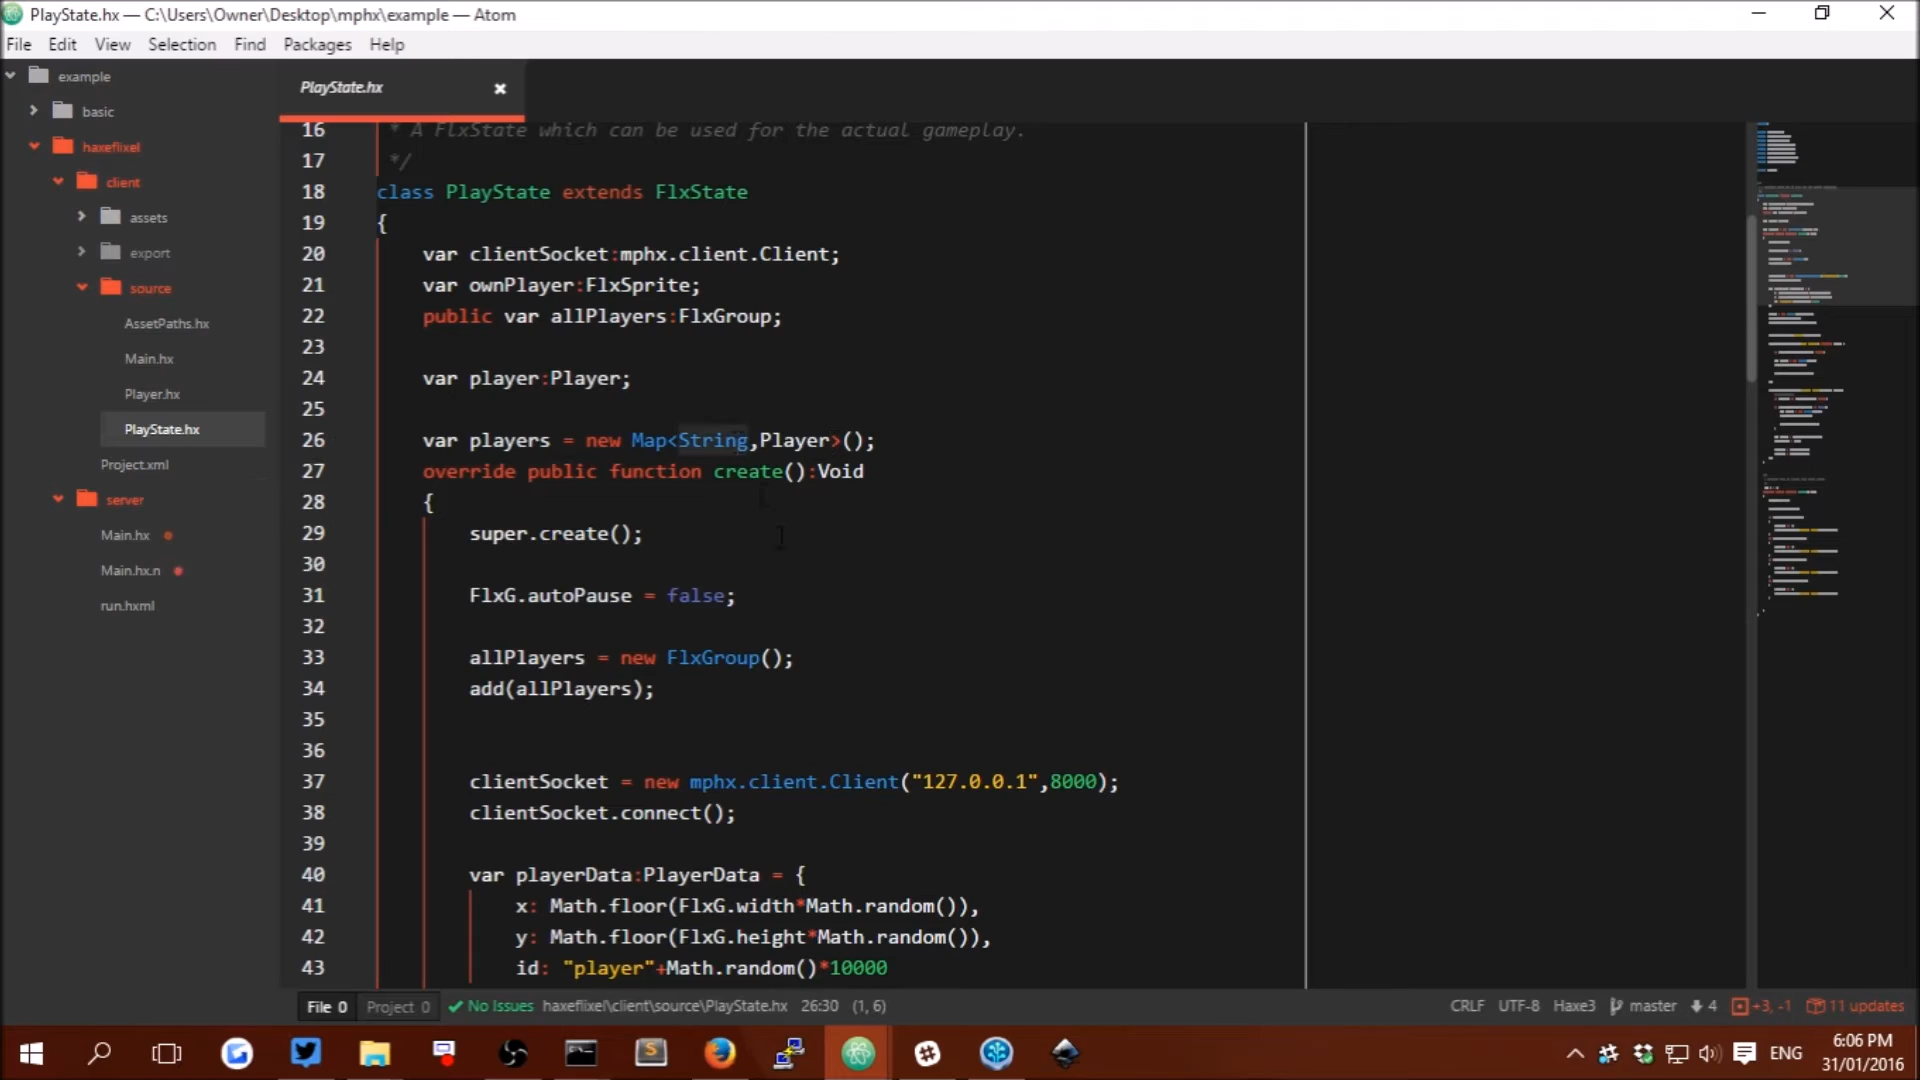 PlayState.hx — C:\Users\Owner\Desktop\mphx\example — Atom
File Edit View Selection Find Packages Help
example
basic
haxeflixel
client
assets
export
source
AssetPaths.hx
Main.hx
Player.hx
PlayState.hx
Project.xml
server
Main.hx
Main.hx.n
run.hxml
PlayState.hx
16 * A FlxState which can be used for the actual gameplay.
17 */
18 class PlayState extends FlxState
19 {
20 var clientSocket:mphx.client.Client;
21 var ownPlayer:FlxSprite;
22 public var allPlayers:FlxGroup;
23
24 var player:Player;
25
26 var players = new Map<String,Player>();
27 override public function create():Void
28 {
29 super.create();
30
31 FlxG.autoPause = false;
32
33 allPlayers = new FlxGroup();
34 add(allPlayers);
35
36
37 clientSocket = new mphx.client.Client("127.0.0.1",8000);
38 clientSocket.connect();
39
40 var playerData:PlayerData = {
41 x: Math.floor(FlxG.width*Math.random()),
42 y: Math.floor(FlxG.height*Math.random()),
43 id: "player"+Math.random()*10000
File 0 Project 0 No Issues haxeflixel\client\source\PlayState.hx 26:30 (1, 6) CRLF UTF-8 Haxe3 master 4 +3, -1 11 updates
ENG
6:06 PM
31/01/2016